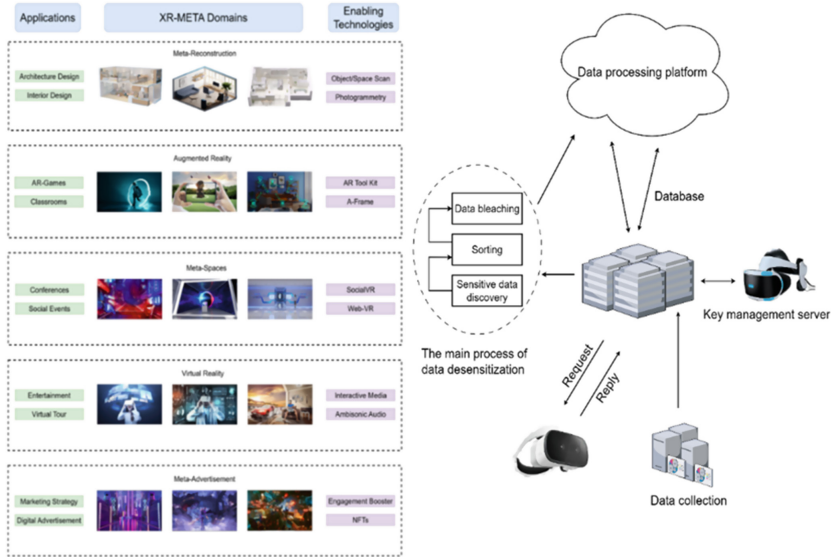 Applications
XR-META Domains
Enabling
Technologies
Meta-Reconstruction
Architecture Design
Interior Design
Object/Space Scan
Photogrammetry
Augmented Reality
AR-Games
Classrooms
AR Tool Kit
A-Frame
Meta-Spaces
Conferences
Social Events
SocialVR
Web-VR
Virtual Reality
Entertainment
Virtual Tour
Interactive Media
Ambisonic Audio
Meta-Advertisement
Marketing Strategy
Digital Advertisement
Engagement Booster
NFTs
Data processing platform
Database
Data bleaching
Sorting
Sensitive data
discovery
The main process of
data desensitization
Key management server
Request
Reply
Data collection